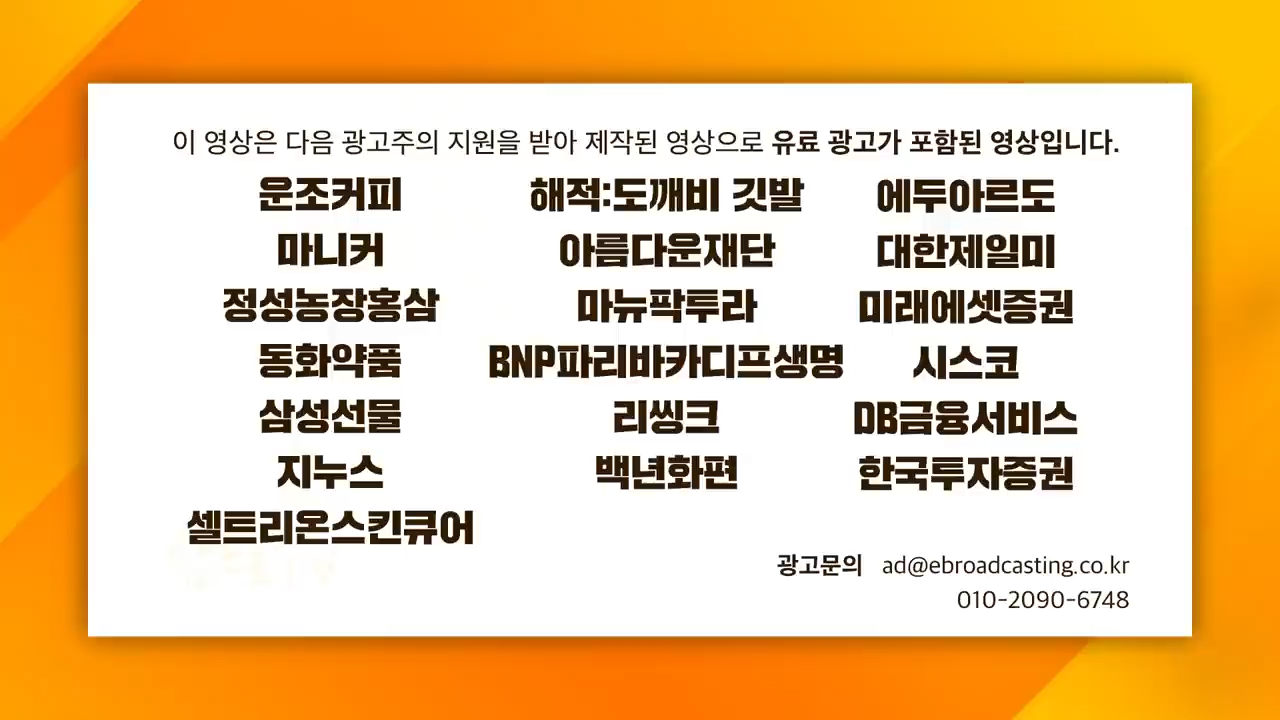 이 영상은 다음 광고주의 지원을 받아 제작된 영상으로 유료 광고가 포함된 영상입니다.
운조커피 해적:도깨비 깃발 에두아르도
마니커 아름다운재단 대한제일미
정성농장홍삼 마뉴팍투라 미래에셋증권
동화약품 BNP파리바카디프생명 시스코
삼성선물 리씽크 DB금융서비스
지누스 백년화편 한국투자증권
셀트리온스킨큐어
광고문의 ad@ebroadcasting.co.kr
010-2090-6748